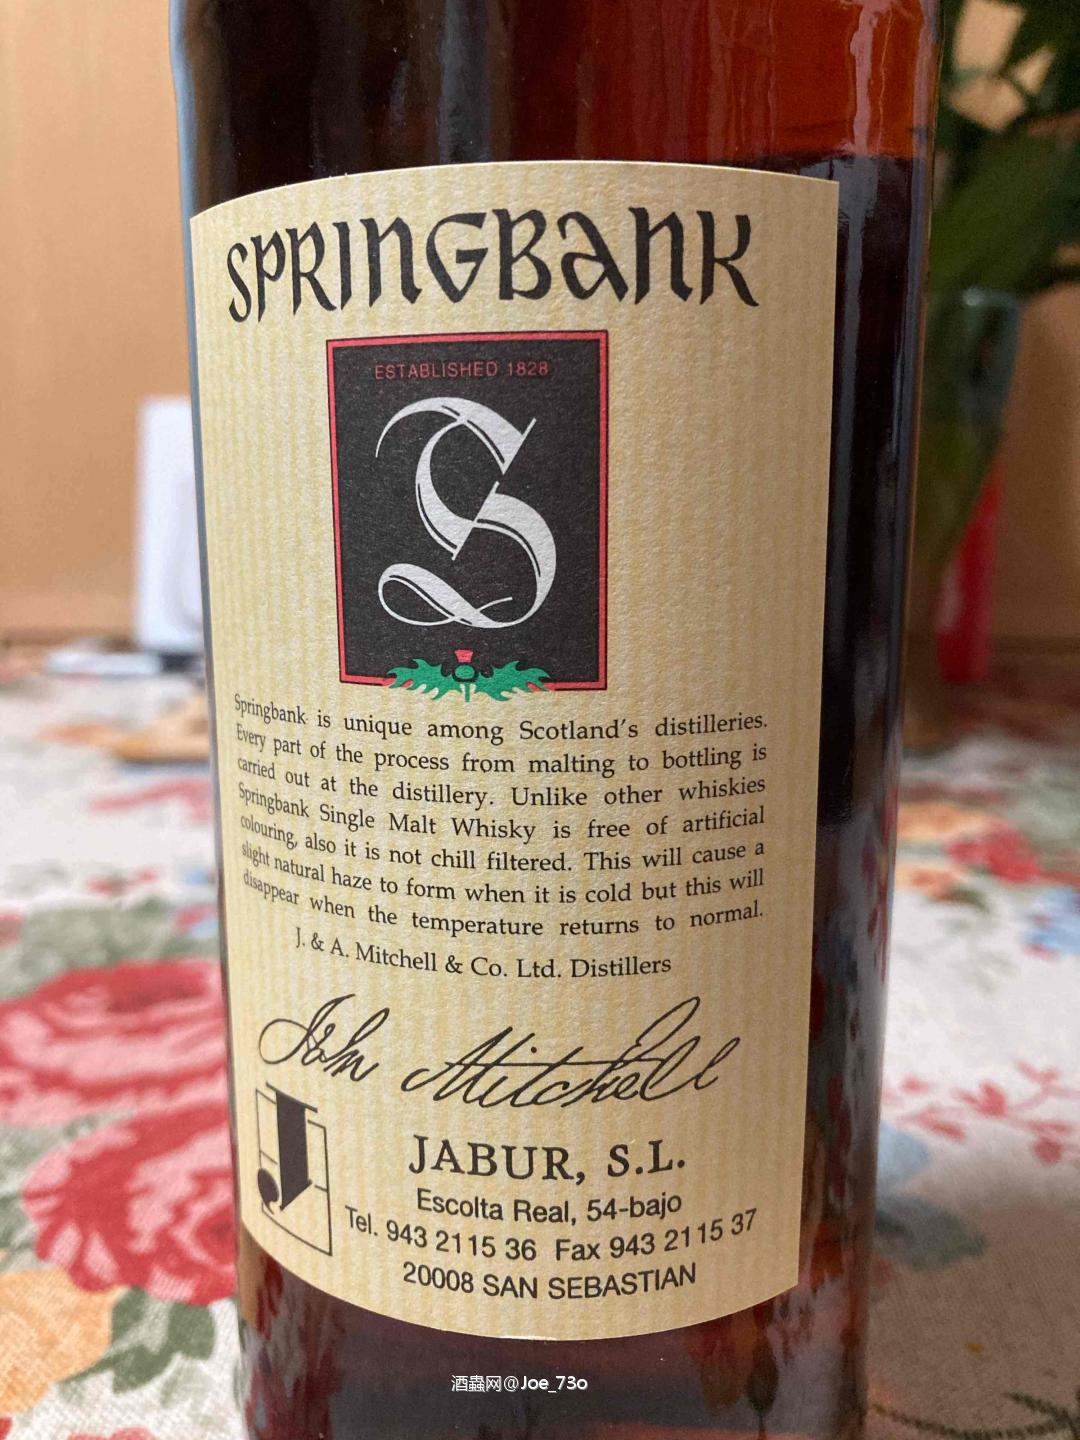 SPRINGBANK
ESTABLISHED 1828
S
Springbank is unique among Scotland's distilleries.
Every part of the process from malting to bottling is
carried out at the distillery. Unlike other whiskies
Springbank Single Malt Whisky is free of artificial
colouring, also it is not chill filtered. This will cause a
slight natural haze to form when it is cold but this will
disappear when the temperature returns to normal.
J. & A. Mitchell & Co. Ltd. Distillers
John Mitchell
J
JABUR, S.L.
Escolta Real, 54-bajo
Tel. 943 21 15 36 Fax 943 21 15 37
20008 SAN SEBASTIAN
酒蟲网@Joe_73o